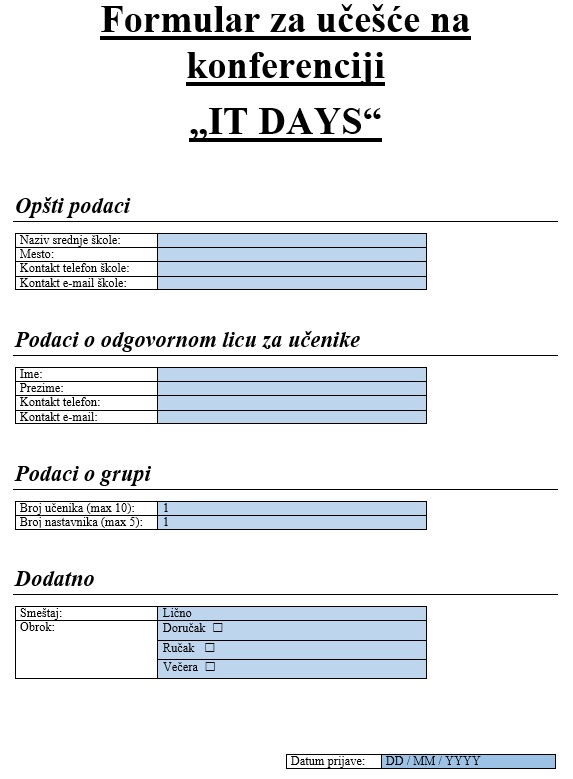 Formular za učešće na
konferenciji
„IT DAYS“
Opšti podaci
Naziv srednje škole:
Mesto:
Kontakt telefon škole:
Kontakt e-mail škole:
Podaci o odgovornom licu za učenike
Ime:
Prezime:
Kontakt telefon:
Kontakt e-mail:
Podaci o grupi
Broj učenika (max 10): 1
Broj nastavnika (max 5): 1
Dodatno
Smeštaj: Lično
Obrok: Doručak ☐
Ručak ☐
Večera ☐
Datum prijave: DD / MM / YYYY